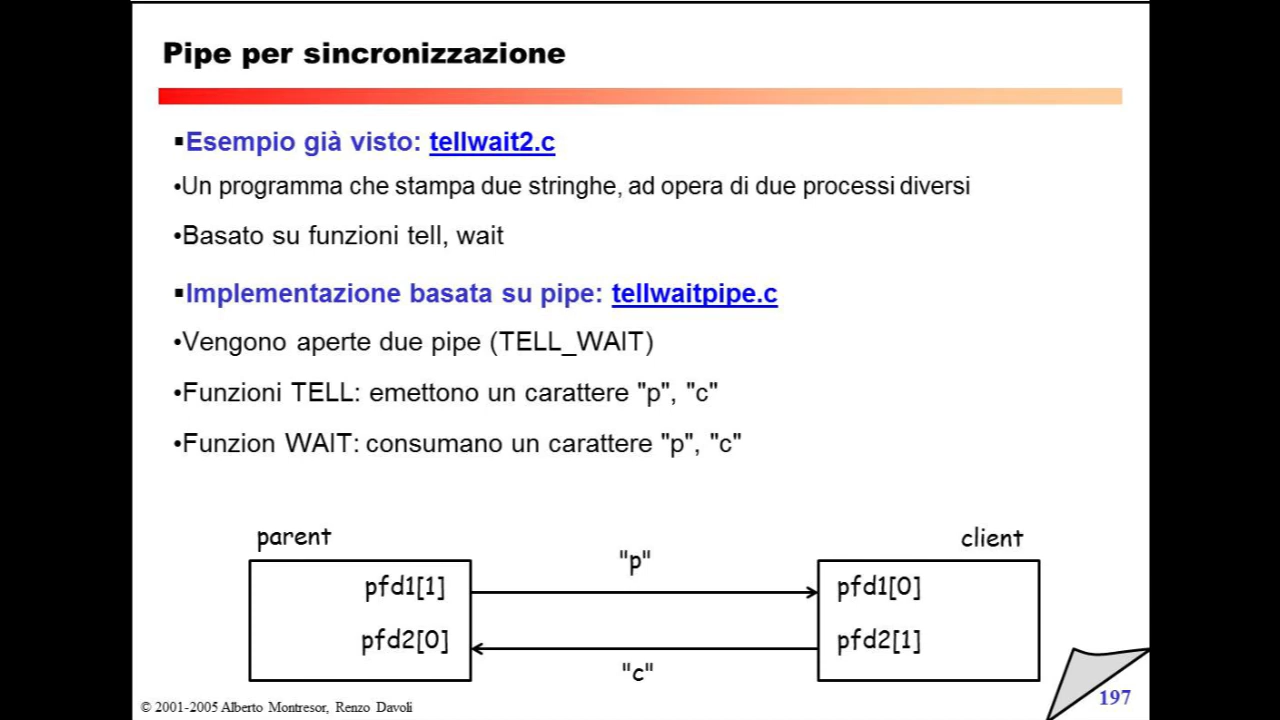 Pipe per sincronizzazione
▪Esempio già visto: tellwait2.c
•Un programma che stampa due stringhe, ad opera di due processi diversi
•Basato su funzioni tell, wait
▪Implementazione basata su pipe: tellwaitpipe.c
•Vengono aperte due pipe (TELL_WAIT)
•Funzioni TELL: emettono un carattere "p", "c"
•Funzion WAIT: consumano un carattere "p", "c"
parent
client
"p"
pfd1[1]
pfd1[0]
pfd2[0]
pfd2[1]
"c"
© 2001-2005 Alberto Montresor, Renzo Davoli
197